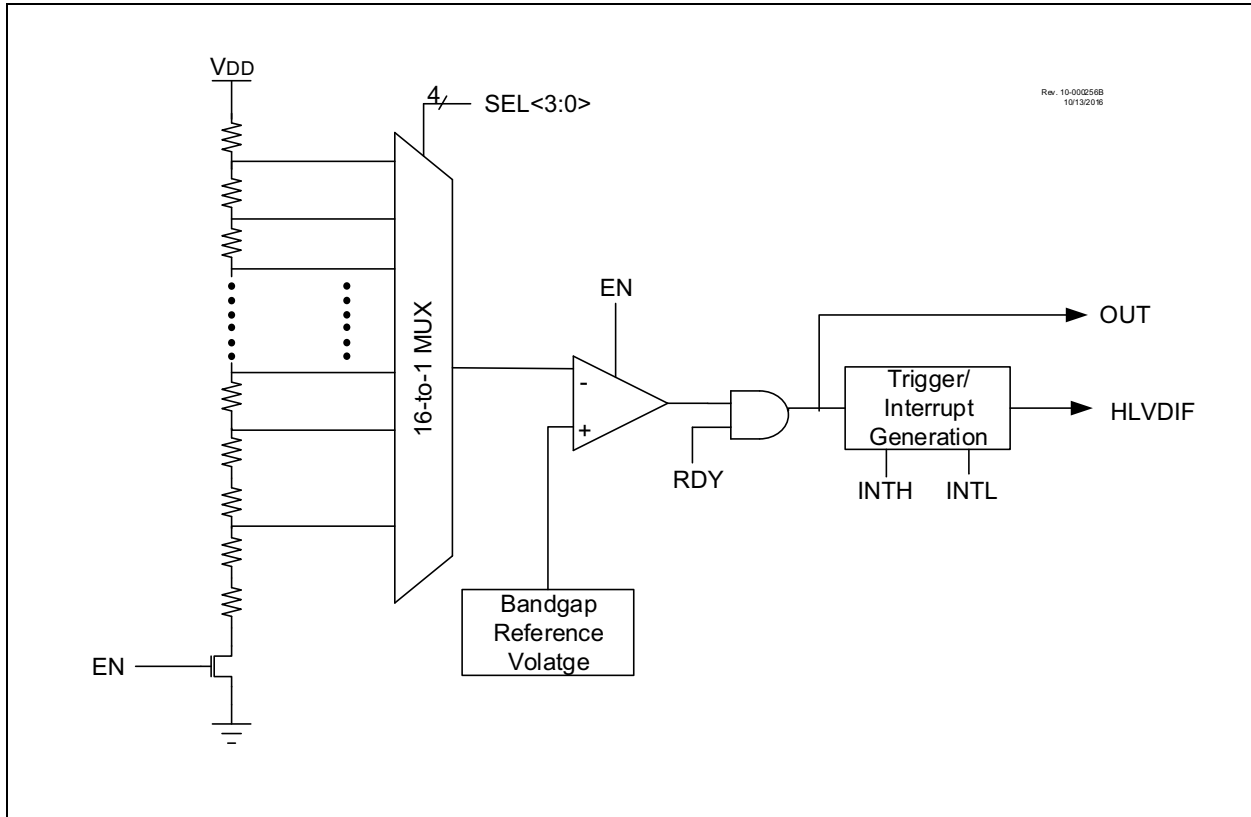 VDD
4
SEL<3:0>
Rev. 10-000256B
10/13/2016
16-to-1 MUX
EN
-
+
RDY
OUT
Trigger/
Interrupt
Generation
HLVDIF
INTH
INTL
Bandgap
Reference
Volatge
EN